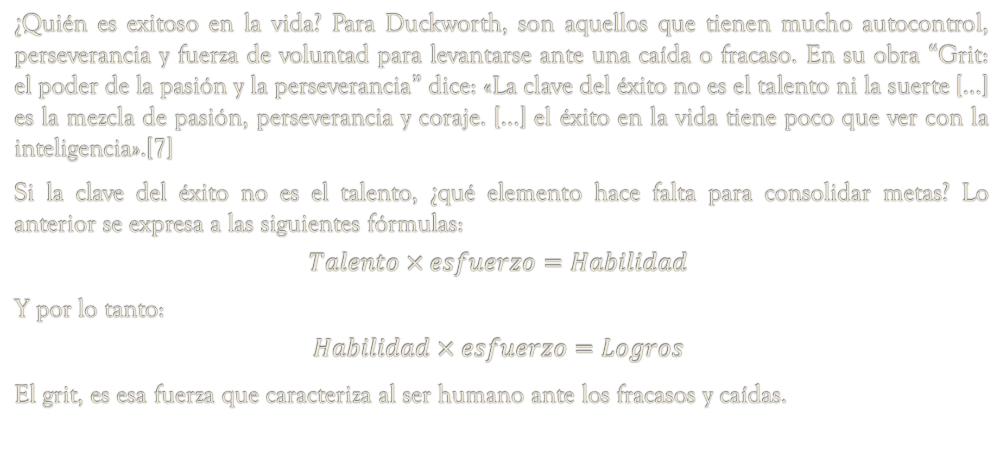 ¿Quién es exitoso en la vida? Para Duckworth, son aquellos que tienen mucho autocontrol,
perseverancia y fuerza de voluntad para levantarse ante una caída o fracaso. En su obra “Grit:
el poder de la pasión y la perseverancia” dice: «La clave del éxito no es el talento ni la suerte [...]
es la mezcla de pasión, perseverancia y coraje. [...] el éxito en la vida tiene poco que ver con la
inteligencia».[7]
Si la clave del éxito no es el talento, ¿qué elemento hace falta para consolidar metas? Lo
anterior se expresa a las siguientes fórmulas:
Talento × esfuerzo = Habilidad
Y por lo tanto:
Habilidad × esfuerzo = Logros
El grit, es esa fuerza que caracteriza al ser humano ante los fracasos y caídas.